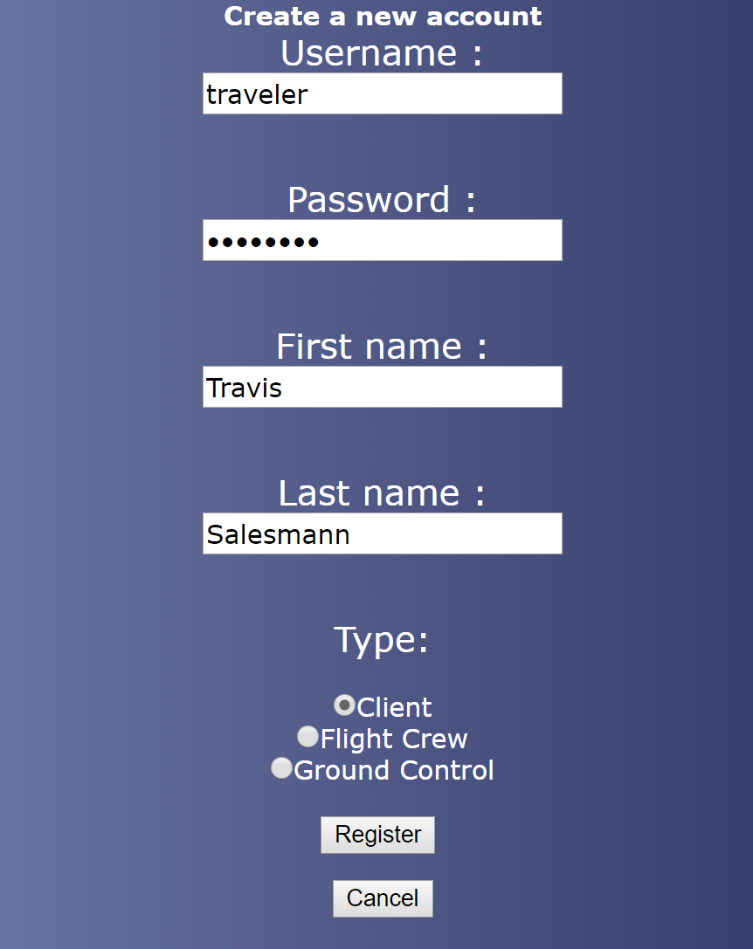 Create a new account
Username :
traveler
Password :
••••••••
First name :
Travis
Last name :
Salesmann
Type:
Client
Flight Crew
Ground Control
Register
Cancel